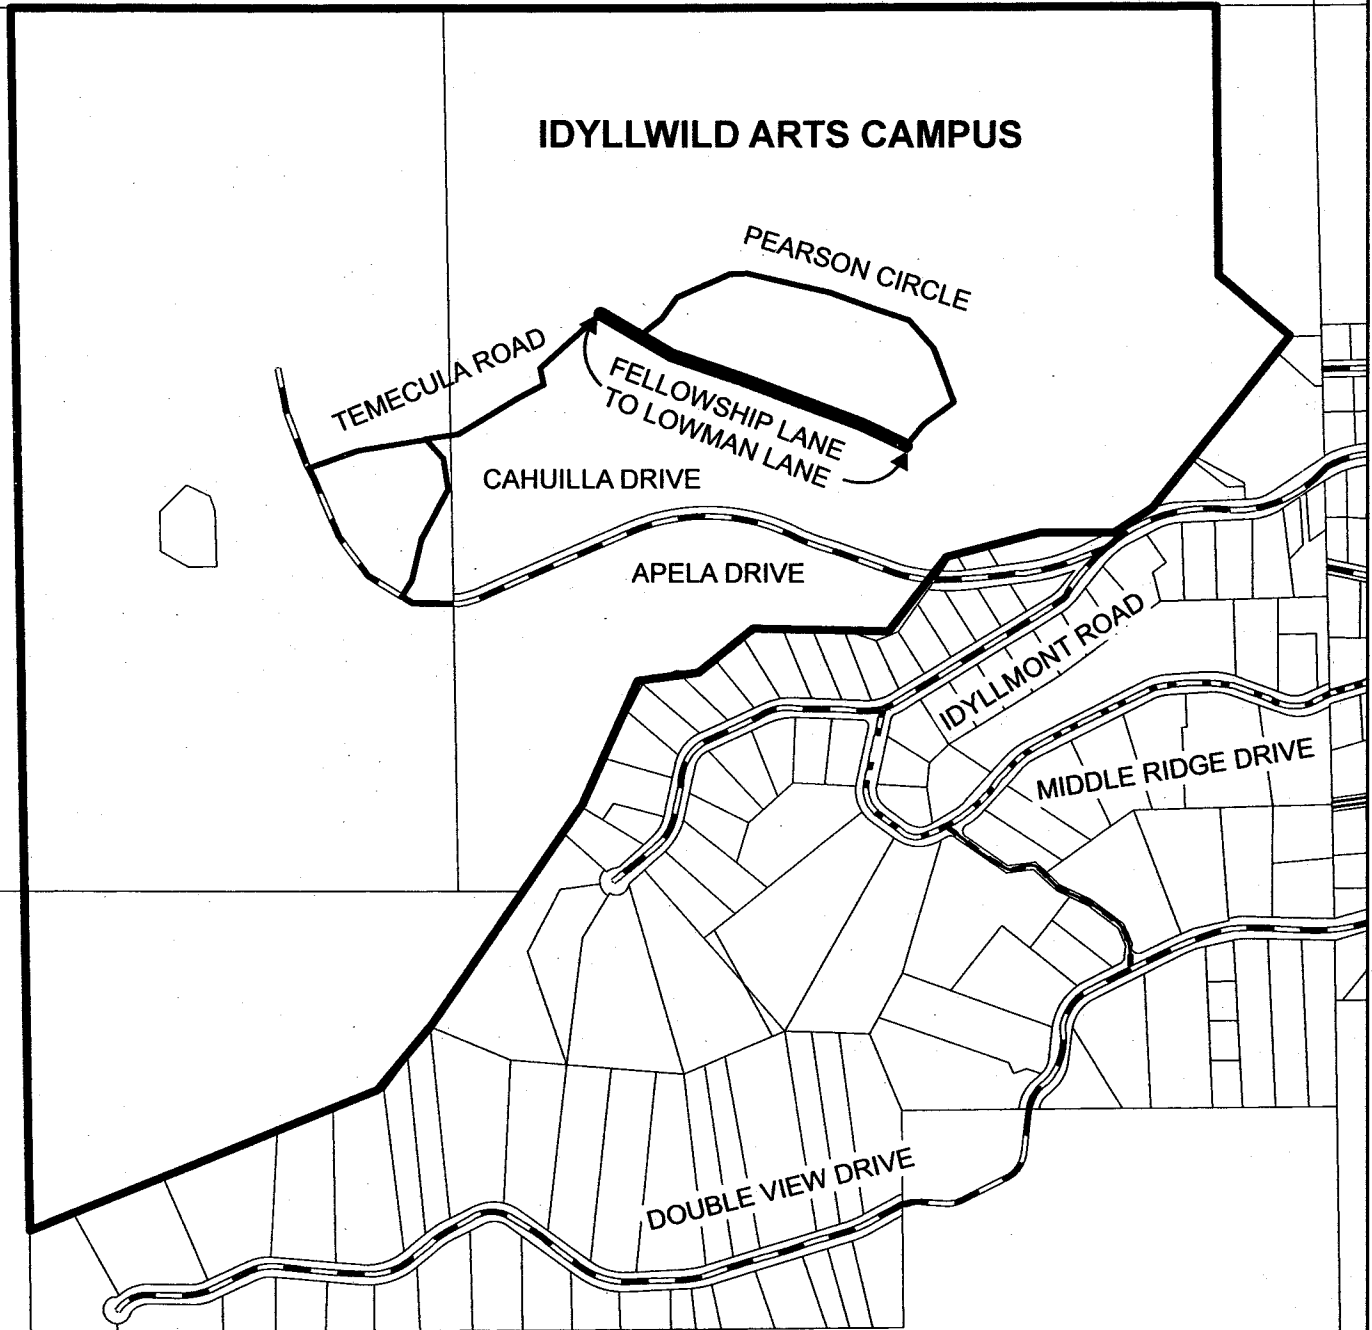 IDYLLWILD ARTS CAMPUS
PEARSON CIRCLE
TEMECULA ROAD
FELLOWSHIP LANE
TO LOWMAN LANE
CAHUILLA DRIVE
APELA DRIVE
IDYLLMONT ROAD
MIDDLE RIDGE DRIVE
DOUBLE VIEW DRIVE